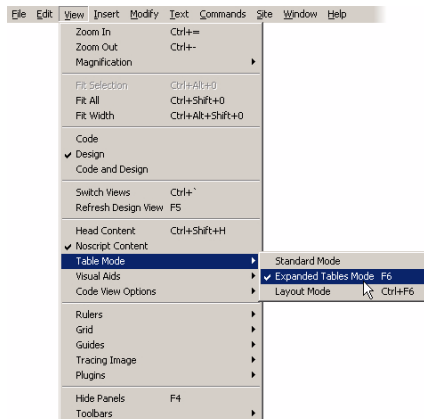 File Edit View Insert Modify Text Commands Site Window Help
Zoom In Ctrl+=
Zoom Out Ctrl+-
Magnification
Fit Selection Ctrl+Alt+0
Fit All Ctrl+Shift+0
Fit Width Ctrl+Alt+Shift+0
Code
Design
Code and Design
Switch Views Ctrl+`
Refresh Design View F5
Head Content Ctrl+Shift+H
Noscript Content
Table Mode Standard Mode
Visual Aids Expanded Tables Mode F6
Code View Options Layout Mode Ctrl+F6
Rulers
Grid
Guides
Tracing Image
Plugins
Hide Panels F4
Toolbars